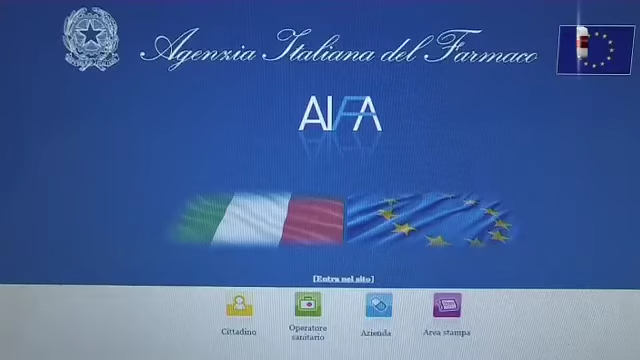 Agenzia Italiana del Farmaco
AIFA
[Entra nel sito]
Cittadino
Operatore
sanitario
Azienda
Area stampa